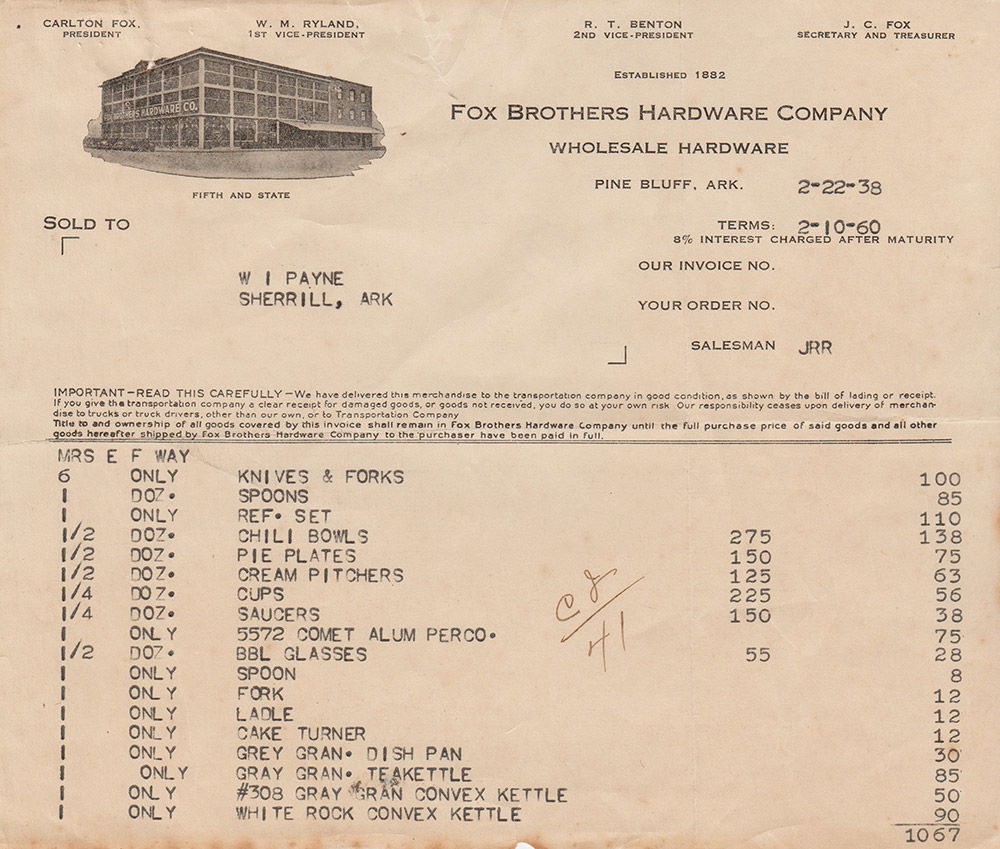 CARLTON FOX, PRESIDENT
W. M. RYLAND, 1ST VICE-PRESIDENT
R. T. BENTON 2ND VICE-PRESIDENT
J. C. FOX SECRETARY AND TREASURER
FOX BROTHERS HARDWARE CO.
FIFTH AND STATE
ESTABLISHED 1882
FOX BROTHERS HARDWARE COMPANY
WHOLESALE HARDWARE
PINE BLUFF, ARK. 2-22-38
SOLD TO
TERMS: 2-10-60
8% INTEREST CHARGED AFTER MATURITY
W I PAYNE
SHERRILL, ARK
OUR INVOICE NO.
YOUR ORDER NO.
SALESMAN JRR
IMPORTANT—READ THIS CAREFULLY—We have delivered this merchandise to the transportation company in good condition, as shown by the bill of lading or receipt.
If you give the transportation company a clear receipt for damaged goods, or goods not received, you do so at your own risk Our responsibility ceases upon delivery of merchan-
dise to trucks or truck drivers, other than our own, or to Transportation Company
Title to and ownership of all goods covered by this invoice shall remain in Fox Brothers Hardware Company until the full purchase price of said goods and all other
goods hereafter shipped by Fox Brothers Hardware Company to the purchaser have been paid in full.
MRS E F WAY
6 ONLY KNIVES & FORKS 100
1 DOZ. SPOONS 85
1 ONLY REF. SET 110
1/2 DOZ. CHILI BOWLS 275 138
1/2 DOZ. PIE PLATES 150 75
1/2 DOZ. CREAM PITCHERS 125 63
1/4 DOZ. CUPS 225 56
1/4 DOZ. SAUCERS 150 38
1 ONLY 5572 COMET ALUM PERCO. 75
1/2 DOZ. BBL GLASSES 55 28
1 ONLY SPOON 8
1 ONLY FORK 12
1 ONLY LADLE 12
1 ONLY CAKE TURNER 12
1 ONLY GREY GRAN. DISH PAN 30
1 ONLY GRAY GRAN. TEAKETTLE 85
1 ONLY #308 GRAY GRAN CONVEX KETTLE 50
1 ONLY WHITE ROCK CONVEX KETTLE 90
1067
41